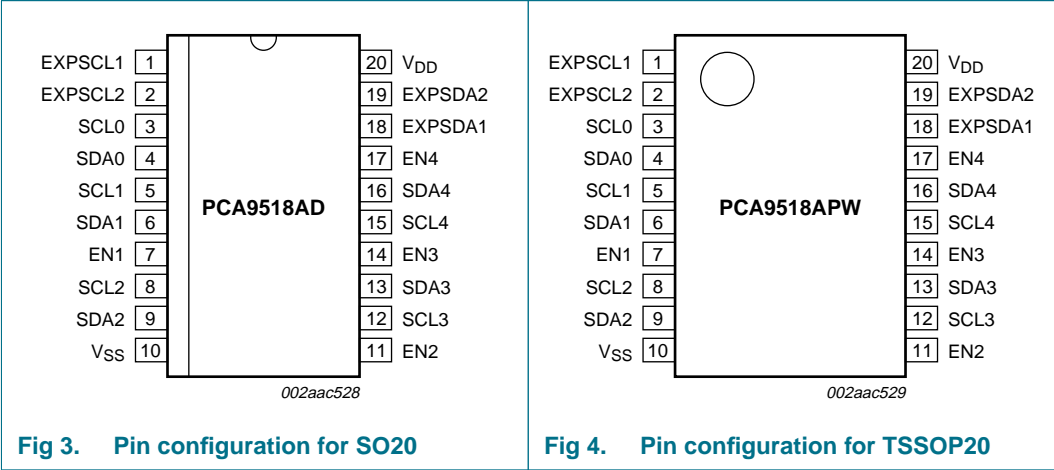 EXPSCL1 1
EXPSCL2 2
SCL0 3
SDA0 4
SCL1 5
SDA1 6
EN1 7
SCL2 8
SDA2 9
VSS 10
PCA9518AD
20 VDD
19 EXPSDA2
18 EXPSDA1
17 EN4
16 SDA4
15 SCL4
14 EN3
13 SDA3
12 SCL3
11 EN2
002aac528
Fig 3. Pin configuration for SO20
EXPSCL1 1
EXPSCL2 2
SCL0 3
SDA0 4
SCL1 5
SDA1 6
EN1 7
SCL2 8
SDA2 9
VSS 10
PCA9518APW
20 VDD
19 EXPSDA2
18 EXPSDA1
17 EN4
16 SDA4
15 SCL4
14 EN3
13 SDA3
12 SCL3
11 EN2
002aac529
Fig 4. Pin configuration for TSSOP20